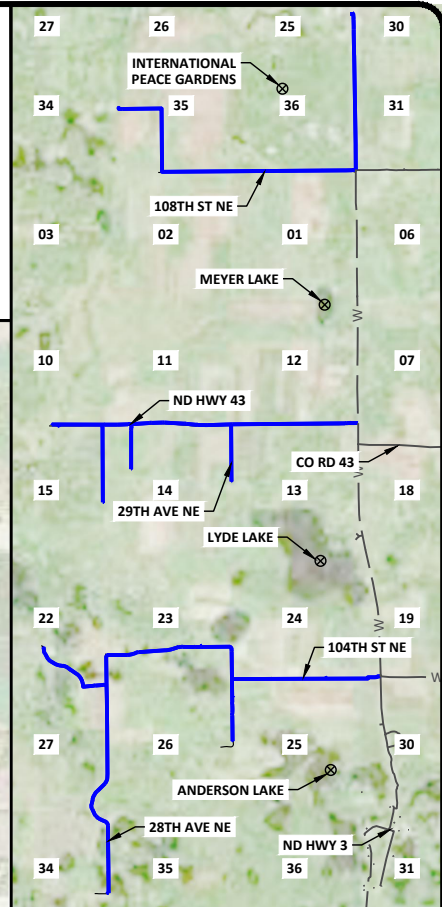 27 26 25 30
INTERNATIONAL
PEACE GARDENS
34 35 36 31
108TH ST NE
03 02 01 06
MEYER LAKE
W
10 11 12 07
ND HWY 43
CO RD 43
W
15 14 13 18
29TH AVE NE
LYDE LAKE
22 23 24 19
104TH ST NE
W
27 26 25 30
ANDERSON LAKE
28TH AVE NE
ND HWY 3
34 35 36 31